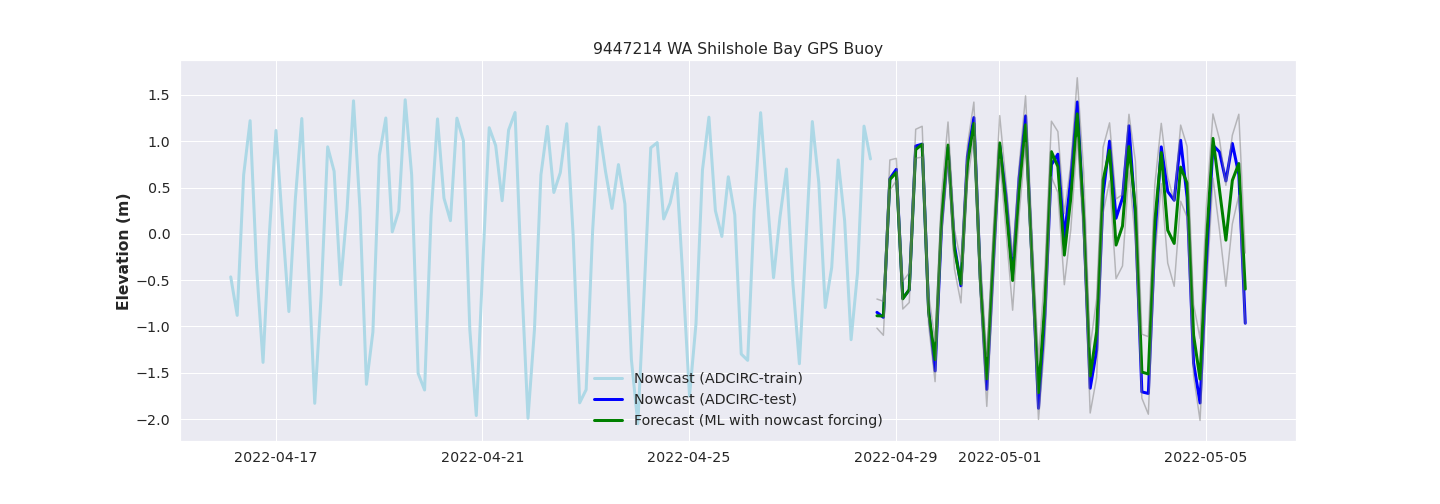 9447214 WA Shilshole Bay GPS Buoy
Elevation (m)
1.5
1.0
0.5
0.0
−0.5
−1.0
−1.5
−2.0
Nowcast (ADCIRC-train)
Nowcast (ADCIRC-test)
Forecast (ML with nowcast forcing)
2022-04-17 2022-04-21 2022-04-25 2022-04-29 2022-05-01 2022-05-05